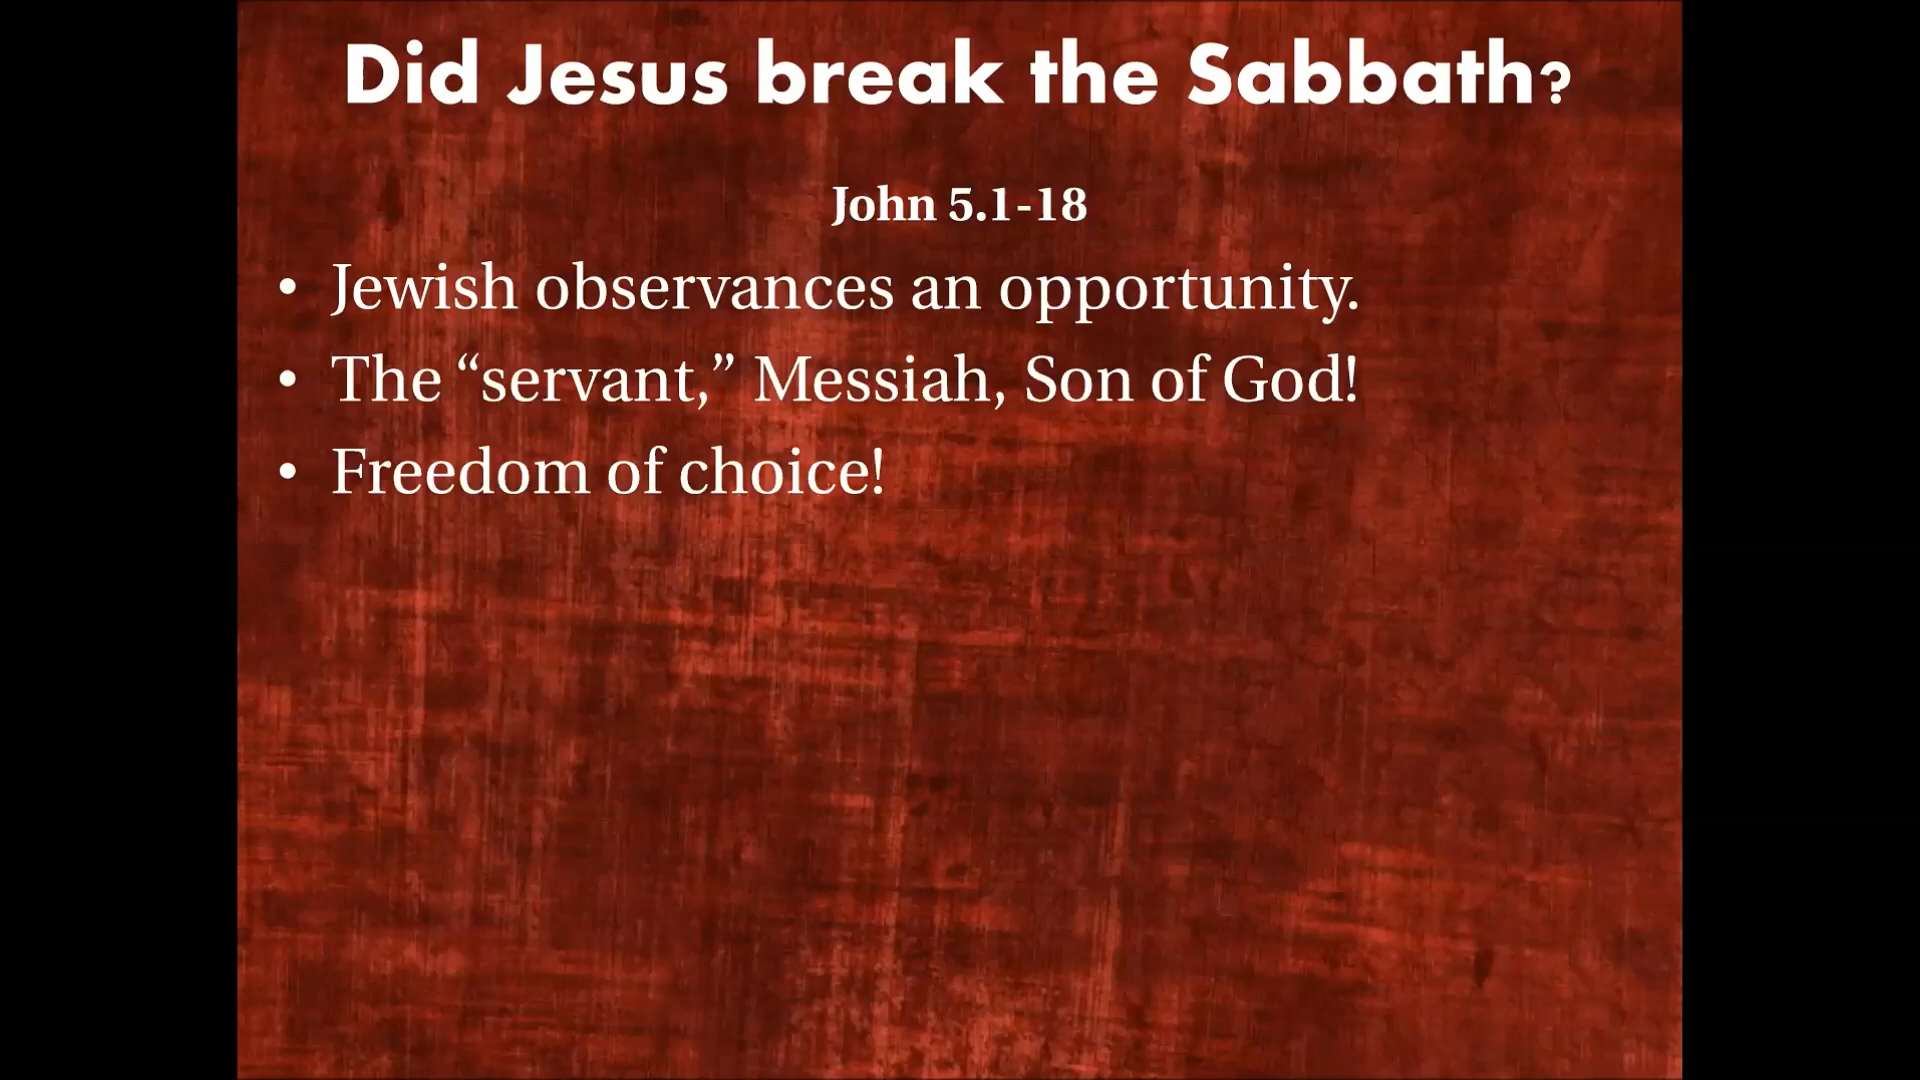 Did Jesus break the Sabbath?
John 5.1-18
• Jewish observances an opportunity.
• The “servant,” Messiah, Son of God!
• Freedom of choice!